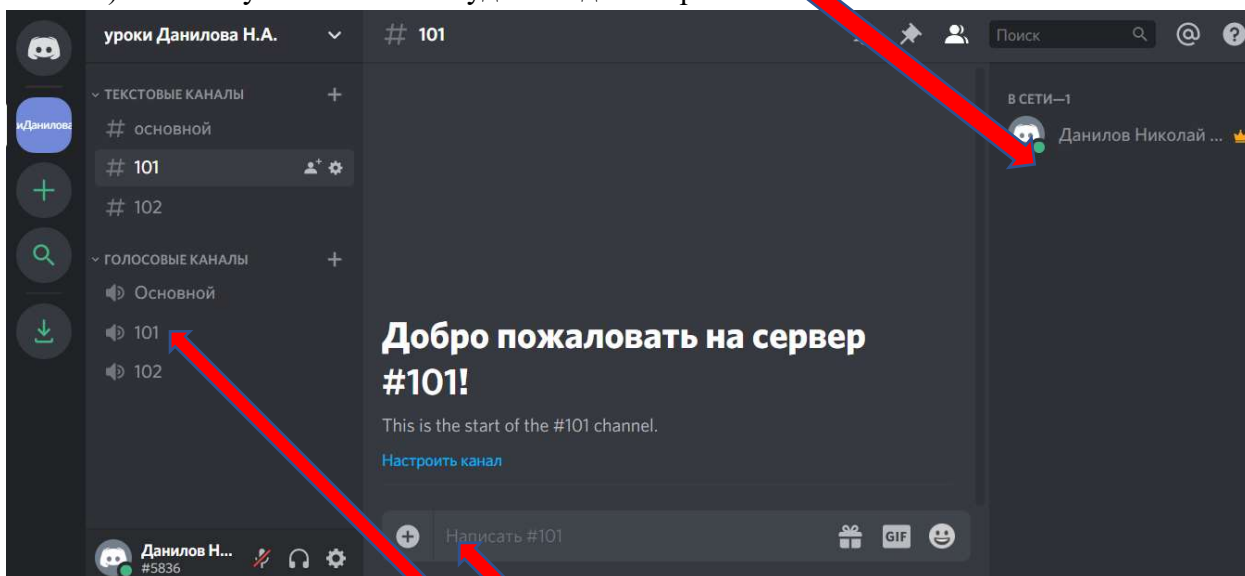 уроки Данилова Н.А.
# 101
Поиск
иДанилова
ТЕКСТОВЫЕ КАНАЛЫ
# основной
# 101
# 102
ГОЛОСОВЫЕ КАНАЛЫ
Основной
101
102
Добро пожаловать на сервер
#101!
This is the start of the #101 channel.
Настроить канал
Написать #101
GIF
Данилов Н...
#5836
В СЕТИ—1
Данилов Николай ...